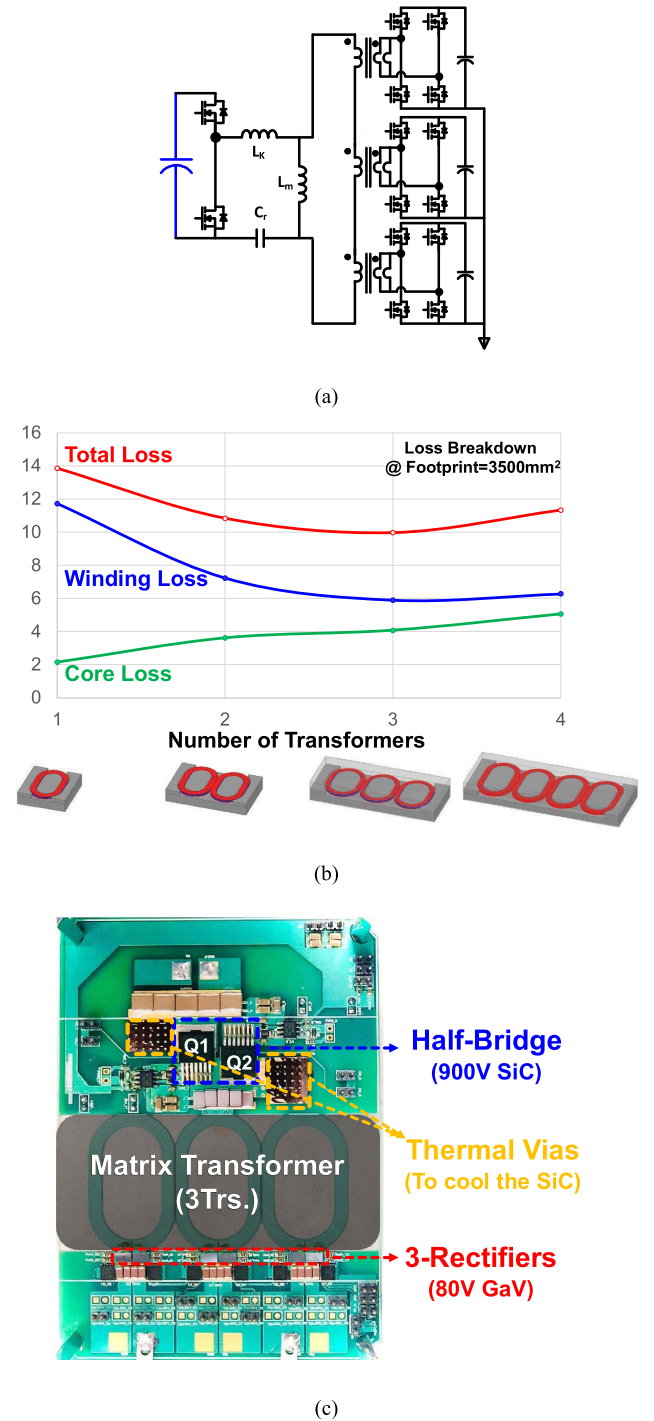 L_K
L_m
C_r
(a)
16
14
12
10
8
6
4
2
0
Total Loss
Winding Loss
Core Loss
Loss Breakdown
@ Footprint=3500mm²
1 2 3 4
Number of Transformers
(b)
Q1
Q2
Half-Bridge
(900V SiC)
Thermal Vias
(To cool the SiC)
Matrix Transformer
(3Trs.)
3-Rectifiers
(80V GaV)
(c)